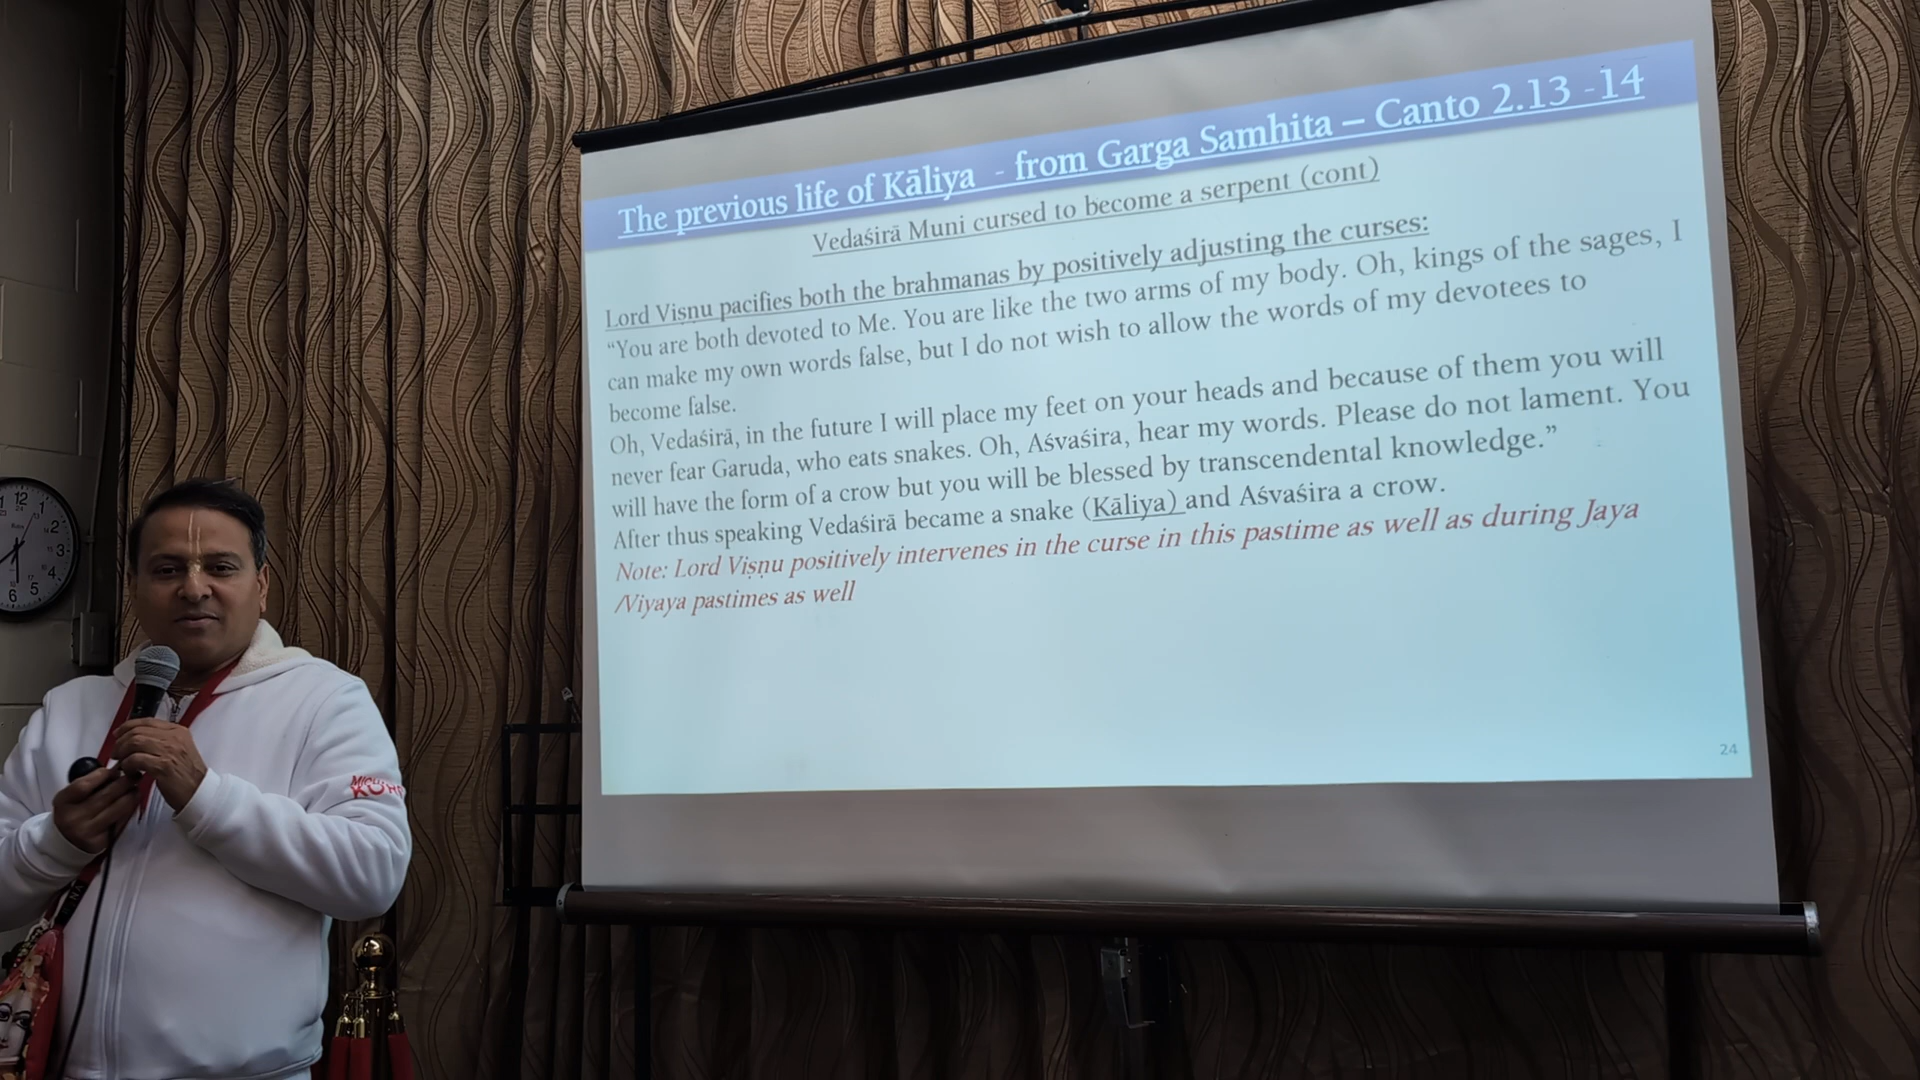 The previous life of Kāliya - from Garga Samhita – Canto 2.13 -14
Vedaśirā Muni cursed to become a serpent (cont)
Lord Viṣṇu pacifies both the brahmanas by positively adjusting the curses:
“You are both devoted to Me. You are like the two arms of my body. Oh, kings of the sages, I
can make my own words false, but I do not wish to allow the words of my devotees to
become false.
Oh, Vedaśirā, in the future I will place my feet on your heads and because of them you will
never fear Garuda, who eats snakes. Oh, Aśvaśira, hear my words. Please do not lament. You
will have the form of a crow but you will be blessed by transcendental knowledge.”
After thus speaking Vedaśirā became a snake (Kāliya) and Aśvaśira a crow.
Note: Lord Viṣṇu positively intervenes in the curse in this pastime as well as during Jaya
/Viyaya pastimes as well
24
12
1
2
3
4
5
6